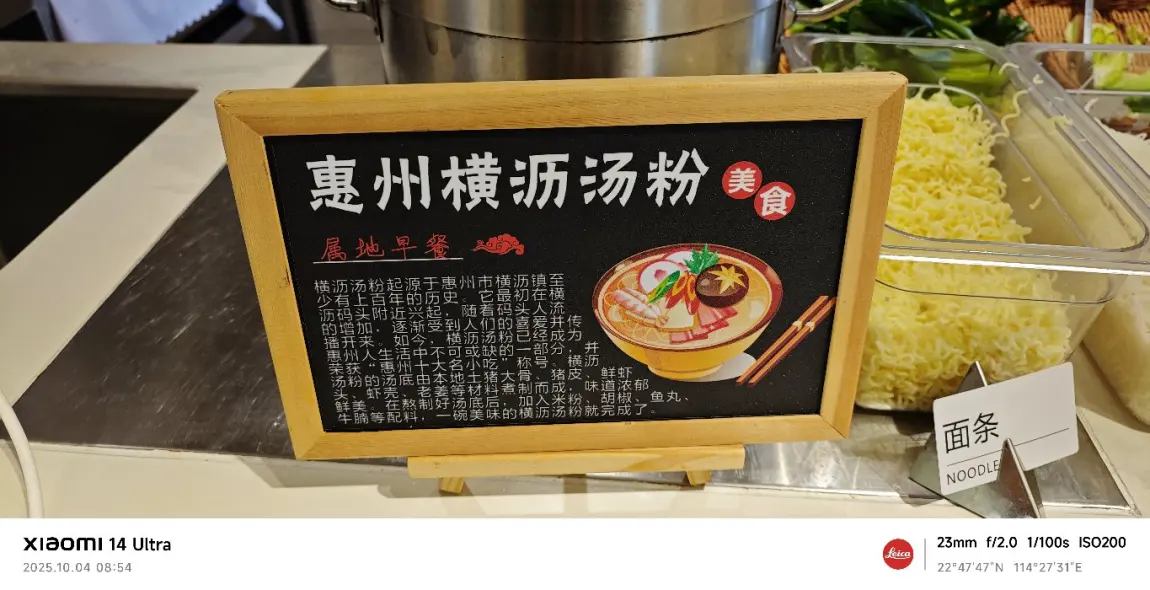 惠州横沥汤粉 美食
属地早餐
横沥汤粉起源于惠州市横沥镇至
少有上百年的历史。它最初在横
沥码头附近兴起，随着码头人流
的增加，逐渐受到人们的喜爱并传
播开来。如今，横沥汤粉已经成为
惠州人生活中不可或缺的一部分，并
荣获“惠州十大名小吃”称号。横沥
汤粉的汤底由本地土猪大骨、猪皮、鲜虾
头、虾壳、老姜等材料煮制而成，味道浓郁
鲜美。在熬制好汤底后，加入米粉、胡椒、鱼丸、
牛腩等配料，一碗美味的横沥汤粉就完成了。
面条
NOODLE
XIAOMI 14 Ultra
2025.10.04 08:54
Leica
23mm f/2.0 1/100s ISO200
22°47'47"N 114°27'31"E